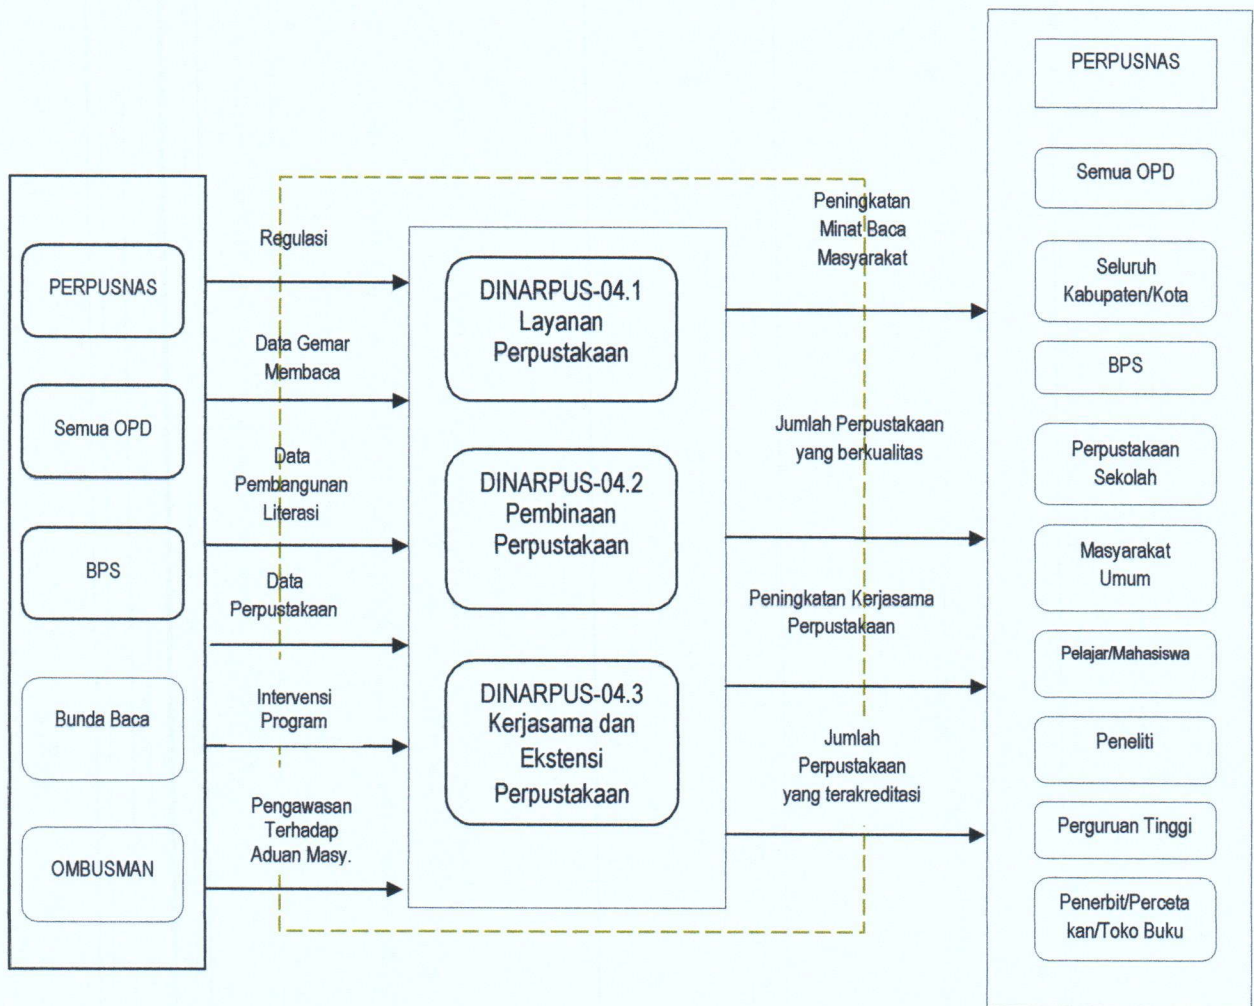 PERPUSNAS
Semua OPD
BPS
Bunda Baca
OMBUSMAN
Regulasi
Data Gemar
Membaca
Data
Pembangunan
Literasi
Data
Perpustakaan
Intervensi
Program
Pengawasan
Terhadap
Aduan Masy.
DINARPUS-04.1
Layanan
Perpustakaan
DINARPUS-04.2
Pembinaan
Perpustakaan
DINARPUS-04.3
Kerjasama dan
Ekstensi
Perpustakaan
Peningkatan
Minat Baca
Masyarakat
Jumlah Perpustakaan
yang berkualitas
Peningkatan Kerjasama
Perpustakaan
Jumlah
Perpustakaan
yang terakreditasi
PERPUSNAS
Semua OPD
Seluruh
Kabupaten/Kota
BPS
Perpustakaan
Sekolah
Masyarakat
Umum
Pelajar/Mahasiswa
Peneliti
Perguruan Tinggi
Penerbit/Perceta
kan/Toko Buku